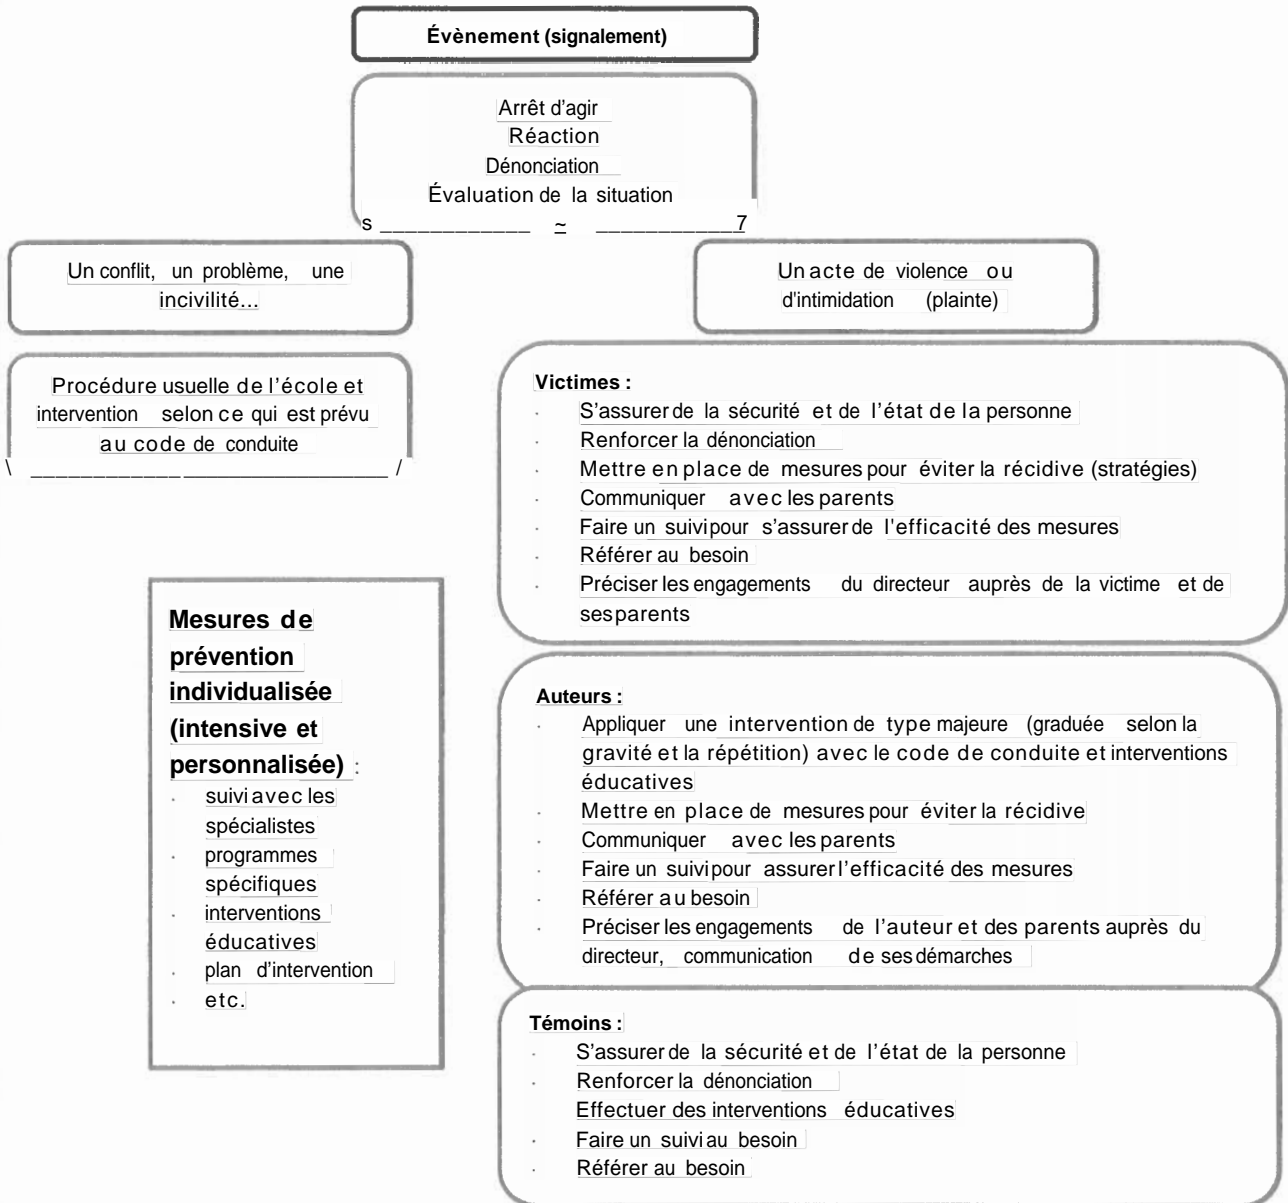 Évènement (signalement)
Arrêt d'agir
Réaction
Dénonciation
Évaluation de la situation
s ____________ ~ ____________7
Un conflit, un problème, une
incivilité...
Un acte de violence ou
d'intimidation (plainte)
Procédure usuelle de l'école et
intervention selon ce qui est prévu
au code de conduite
\ ____________ ________________ /
Victimes :
· S'assurer de la sécurité et de l'état de la personne
· Renforcer la dénonciation
· Mettre en place de mesures pour éviter la récidive (stratégies)
· Communiquer avec les parents
· Faire un suivi pour s'assurer de l'efficacité des mesures
· Référer au besoin
· Préciser les engagements du directeur auprès de la victime et de
ses parents
Mesures de
prévention
individualisée
(intensive et
personnalisée) :
· suivi avec les
spécialistes
· programmes
spécifiques
· interventions
éducatives
· plan d'intervention
· etc.
Auteurs :
· Appliquer une intervention de type majeure (graduée selon la
gravité et la répétition) avec le code de conduite et interventions
éducatives
· Mettre en place de mesures pour éviter la récidive
· Communiquer avec les parents
· Faire un suivi pour assurer l'efficacité des mesures
· Référer au besoin
· Préciser les engagements de l'auteur et des parents auprès du
directeur, communication de ses démarches
Témoins :
· S'assurer de la sécurité et de l'état de la personne
· Renforcer la dénonciation
Effectuer des interventions éducatives
· Faire un suivi au besoin
· Référer au besoin